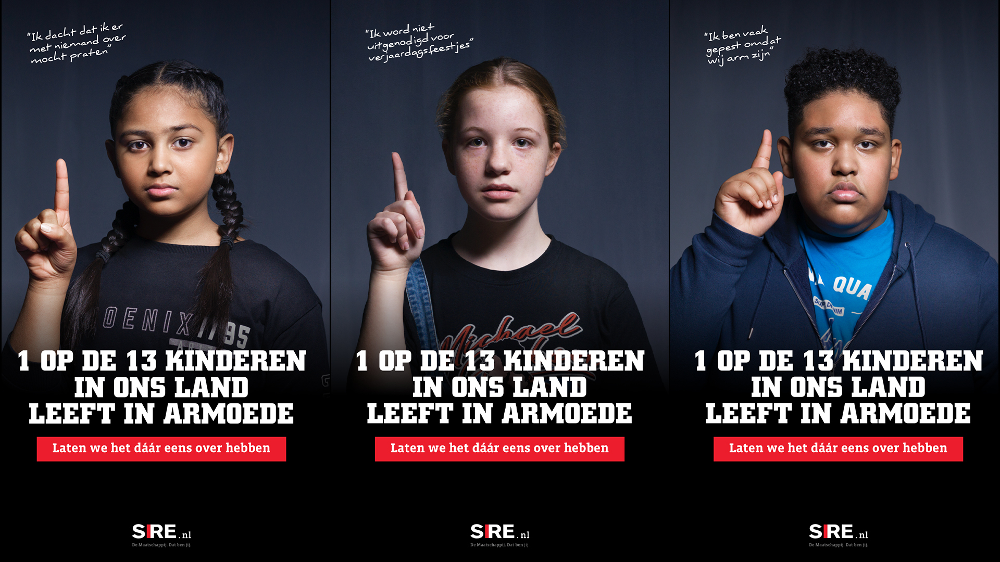 "Ik dacht dat ik er
met niemand over
mocht praten"
OENIX 1795
1 OP DE 13 KINDEREN
IN ONS LAND
LEEFT IN ARMOEDE
Laten we het dáár eens over hebben
SIRE.nl
De Maatschappij. Dat ben jij.
"Ik word niet
uitgenodigd voor
verjaardagsfeestjes"
Michael
1 OP DE 13 KINDEREN
IN ONS LAND
LEEFT IN ARMOEDE
Laten we het dáár eens over hebben
SIRE.nl
De Maatschappij. Dat ben jij.
"Ik ben vaak
gepest omdat
wij arm zijn"
QUA
1 OP DE 13 KINDEREN
IN ONS LAND
LEEFT IN ARMOEDE
Laten we het dáár eens over hebben
SIRE.nl
De Maatschappij. Dat ben jij.